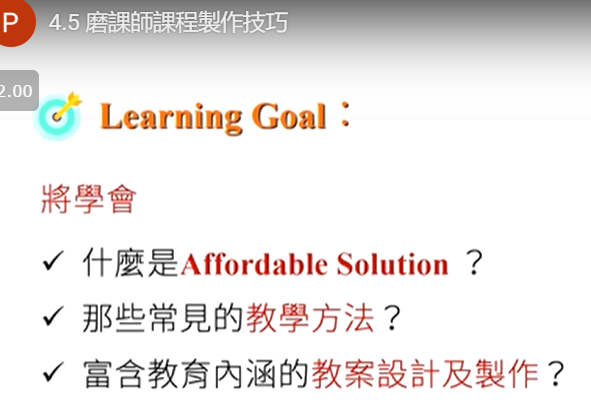 P 4.5 磨課師課程製作技巧
2.00
Learning Goal：
將學會
✓ 什麼是Affordable Solution ？
✓ 那些常見的教學方法？
✓ 富含教育內涵的教案設計及製作？